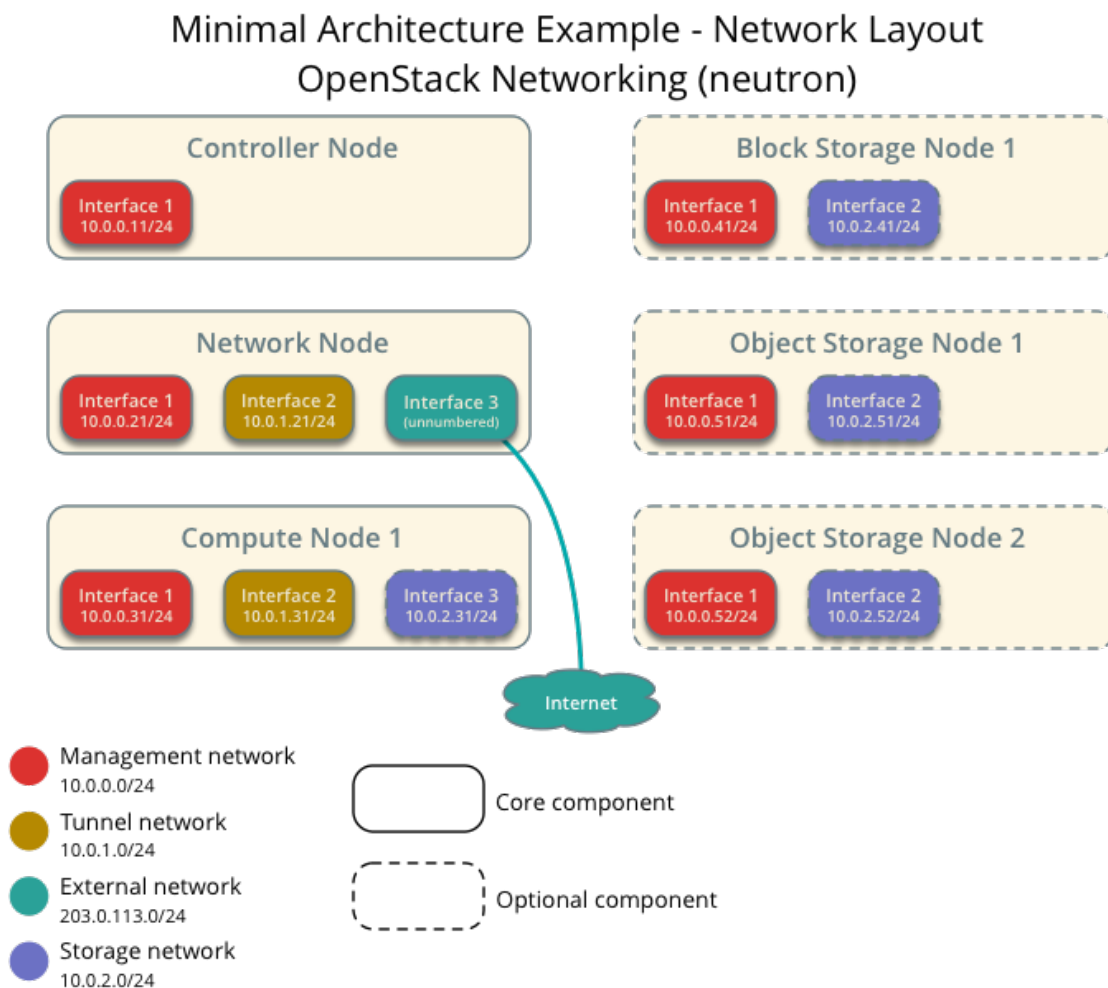 Minimal Architecture Example - Network Layout
OpenStack Networking (neutron)
Controller Node
Interface 1
10.0.0.11/24
Block Storage Node 1
Interface 1
10.0.0.41/24
Interface 2
10.0.2.41/24
Network Node
Interface 1
10.0.0.21/24
Interface 2
10.0.1.21/24
Interface 3
(unnumbered)
Object Storage Node 1
Interface 1
10.0.0.51/24
Interface 2
10.0.2.51/24
Compute Node 1
Interface 1
10.0.0.31/24
Interface 2
10.0.1.31/24
Interface 3
10.0.2.31/24
Object Storage Node 2
Interface 1
10.0.0.52/24
Interface 2
10.0.2.52/24
Internet
Management network
10.0.0.0/24
Tunnel network
10.0.1.0/24
External network
203.0.113.0/24
Storage network
10.0.2.0/24
Core component
Optional component